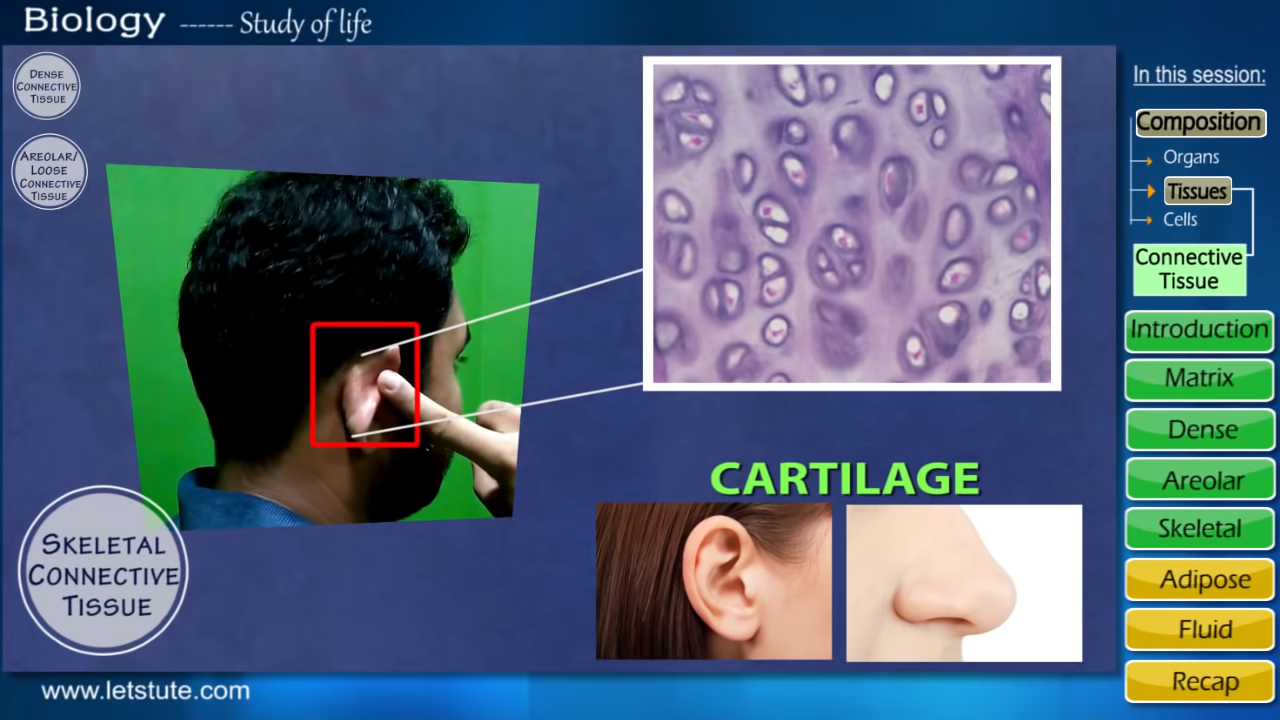 Biology ------ Study of life
DENSE
CONNECTIVE
TISSUE
AREOLAR/
LOOSE
CONNECTIVE
TISSUE
SKELETAL
CONNECTIVE
TISSUE
CARTILAGE
www.letstute.com
In this session:
Composition
Organs
Tissues
Cells
Connective
Tissue
Introduction
Matrix
Dense
Areolar
Skeletal
Adipose
Fluid
Recap